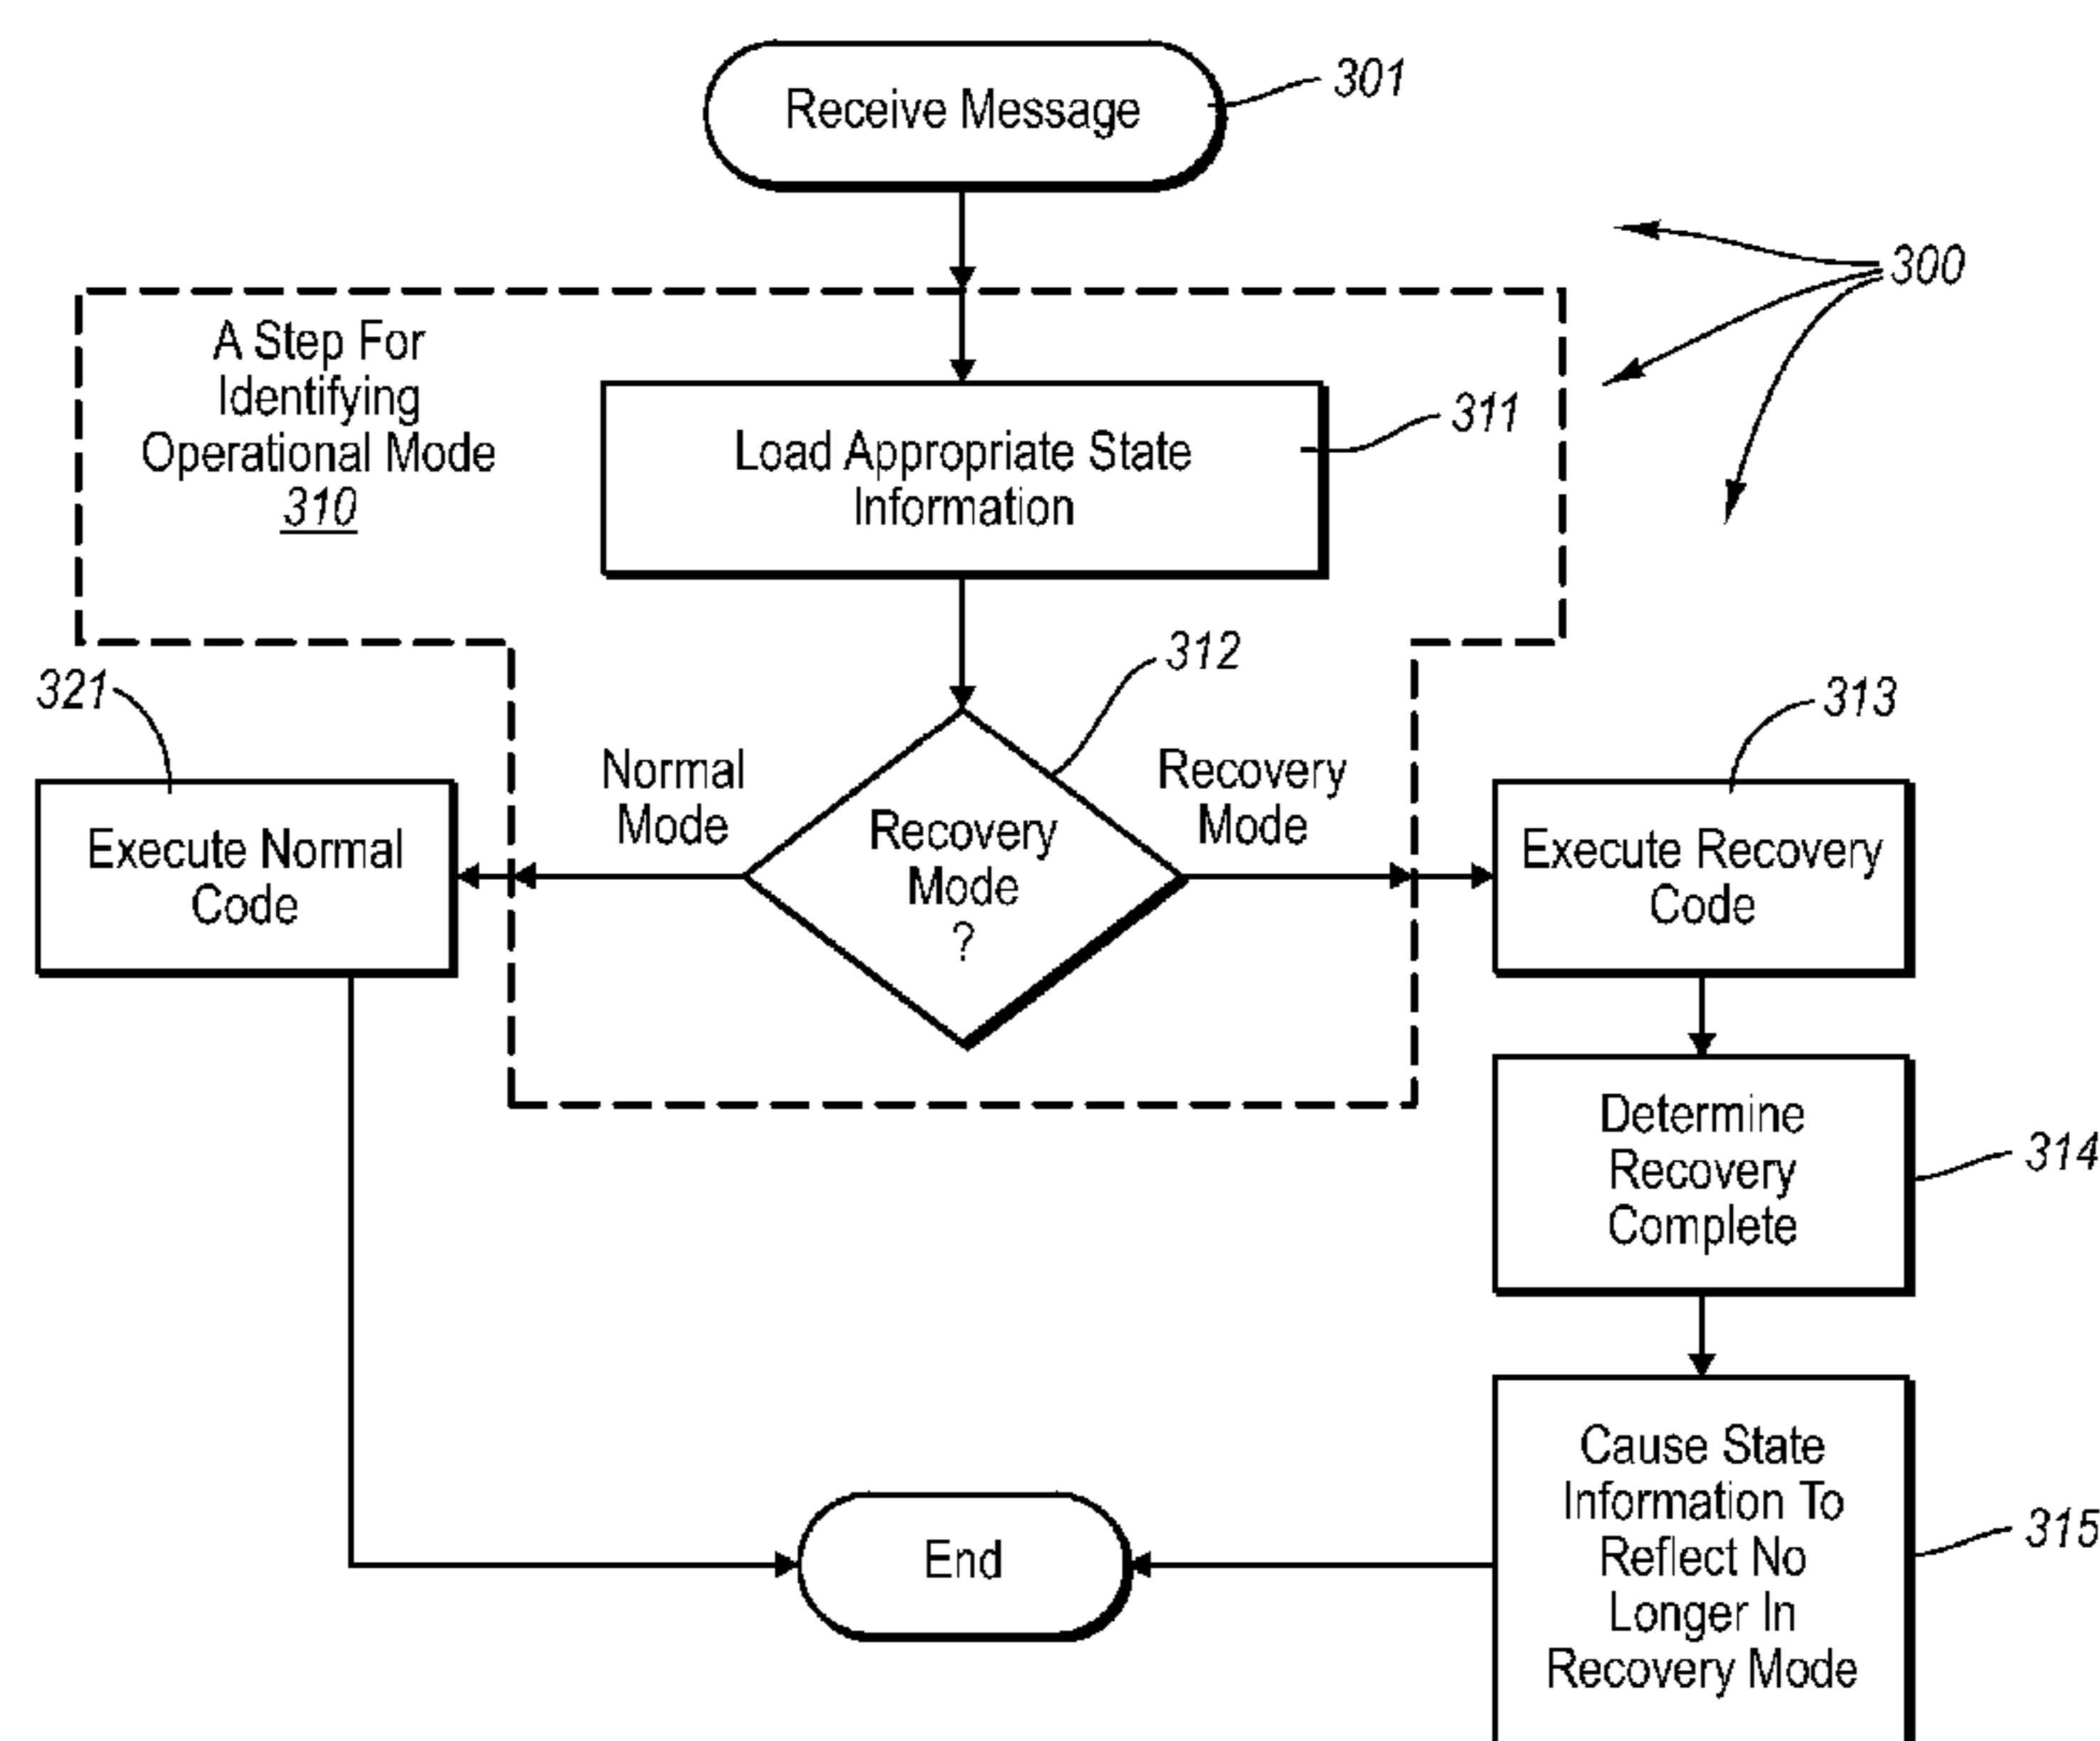 Receive Message
301
300
A Step For
Identifying
Operational Mode
310
Load Appropriate State
Information
311
312
321
Normal
Mode
Recovery
Mode
?
Recovery
Mode
313
Execute Normal
Code
Execute Recovery
Code
Determine
Recovery
Complete
314
Cause State
Information To
Reflect No
Longer In
Recovery Mode
315
End